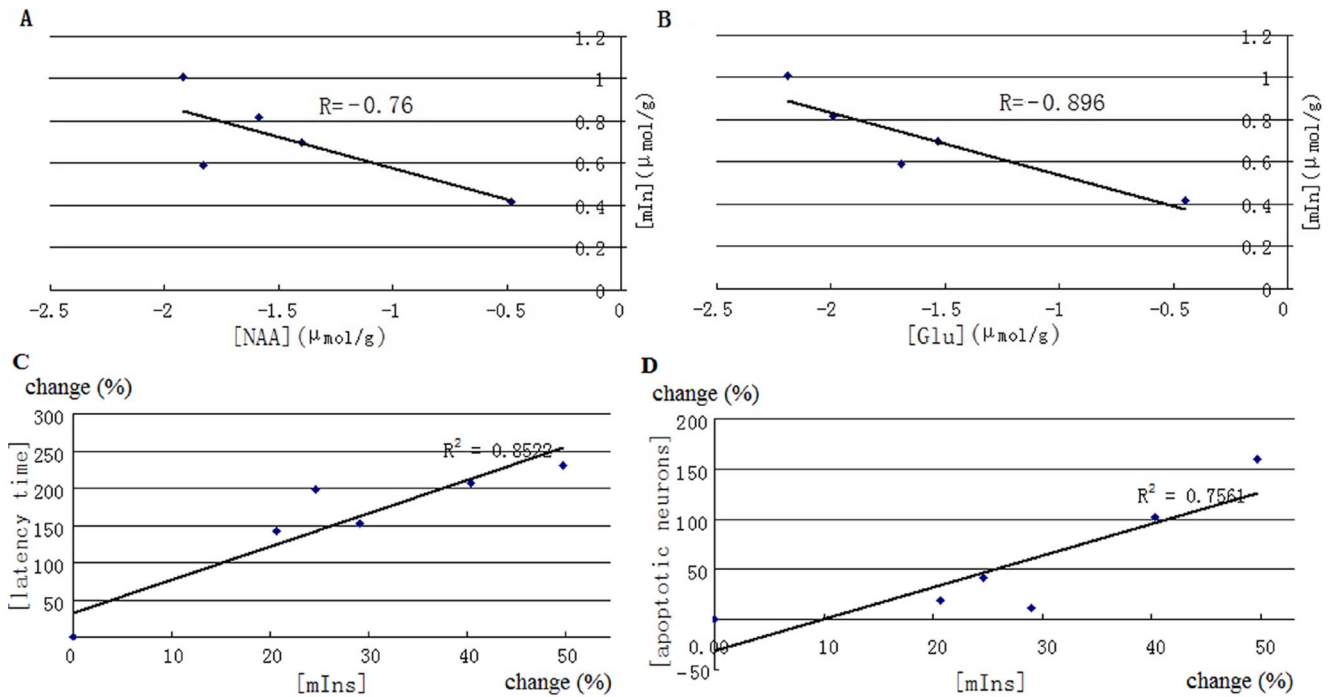 A
1.2
1
0.8
0.6
0.4
0.2
0
R=-0.76
[mIn](μmol/g)
-2.5
-2
-1.5
-1
-0.5
0
[NAA](μmol/g)
B
1.2
1
0.8
0.6
0.4
0.2
0
R=-0.896
[mIn](μmol/g)
-2.5
-2
-1.5
-1
-0.5
0
[Glu](μmol/g)
C
change (%)
300
250
200
150
100
50
[latency time]
R² = 0.8522
0
10
20
30
40
50
[mIns]
change (%)
D
change (%)
200
150
100
50
-50
[apoptotic neurons]
R² = 0.7561
0.00
10
20
30
40
50
[mIns]
change (%)